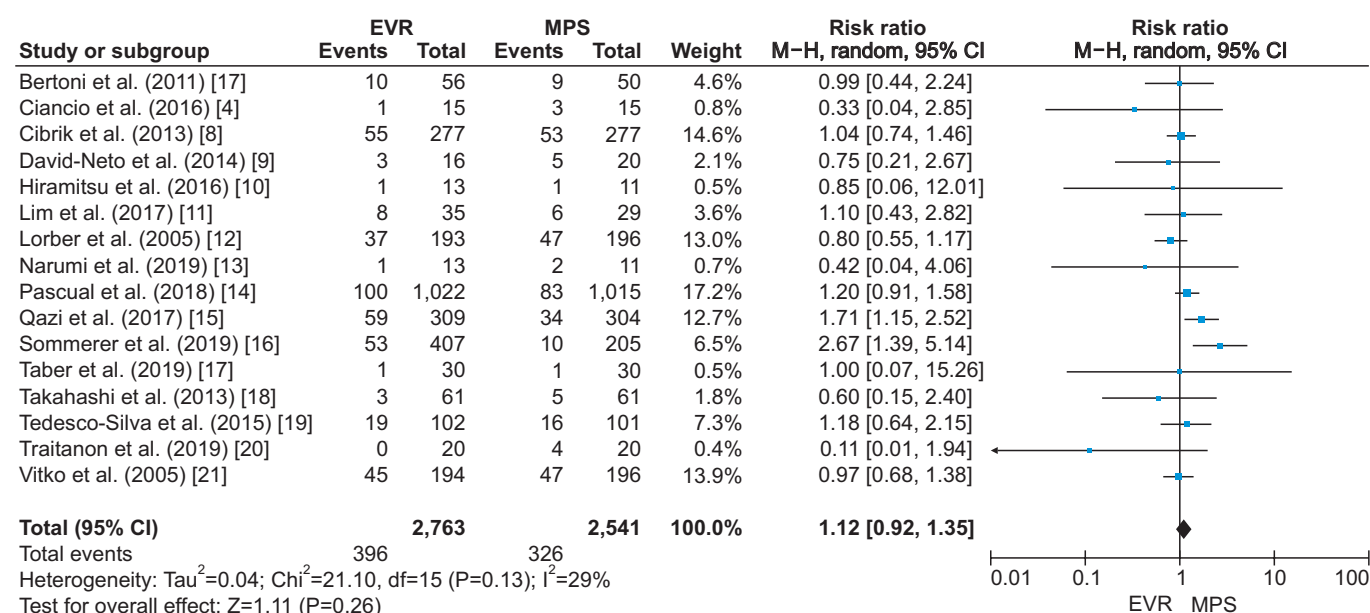 EVR MPS Risk ratio Risk ratio
Study or subgroup Events Total Events Total Weight M−H, random, 95% CI M−H, random, 95% CI
Bertoni et al. (2011) [17] 10 56 9 50 4.6% 0.99 [0.44, 2.24]
Ciancio et al. (2016) [4] 1 15 3 15 0.8% 0.33 [0.04, 2.85]
Cibrik et al. (2013) [8] 55 277 53 277 14.6% 1.04 [0.74, 1.46]
David-Neto et al. (2014) [9] 3 16 5 20 2.1% 0.75 [0.21, 2.67]
Hiramitsu et al. (2016) [10] 1 13 1 11 0.5% 0.85 [0.06, 12.01]
Lim et al. (2017) [11] 8 35 6 29 3.6% 1.10 [0.43, 2.82]
Lorber et al. (2005) [12] 37 193 47 196 13.0% 0.80 [0.55, 1.17]
Narumi et al. (2019) [13] 1 13 2 11 0.7% 0.42 [0.04, 4.06]
Pascual et al. (2018) [14] 100 1,022 83 1,015 17.2% 1.20 [0.91, 1.58]
Qazi et al. (2017) [15] 59 309 34 304 12.7% 1.71 [1.15, 2.52]
Sommerer et al. (2019) [16] 53 407 10 205 6.5% 2.67 [1.39, 5.14]
Taber et al. (2019) [17] 1 30 1 30 0.5% 1.00 [0.07, 15.26]
Takahashi et al. (2013) [18] 3 61 5 61 1.8% 0.60 [0.15, 2.40]
Tedesco-Silva et al. (2015) [19] 19 102 16 101 7.3% 1.18 [0.64, 2.15]
Traitanon et al. (2019) [20] 0 20 4 20 0.4% 0.11 [0.01, 1.94]
Vitko et al. (2005) [21] 45 194 47 196 13.9% 0.97 [0.68, 1.38]
Total (95% CI) 2,763 2,541 100.0% 1.12 [0.92, 1.35]
Total events 396 326
Heterogeneity: Tau²=0.04; Chi²=21.10, df=15 (P=0.13); I²=29%
Test for overall effect: Z=1.11 (P=0.26)
0.01 0.1 1 10 100
EVR MPS